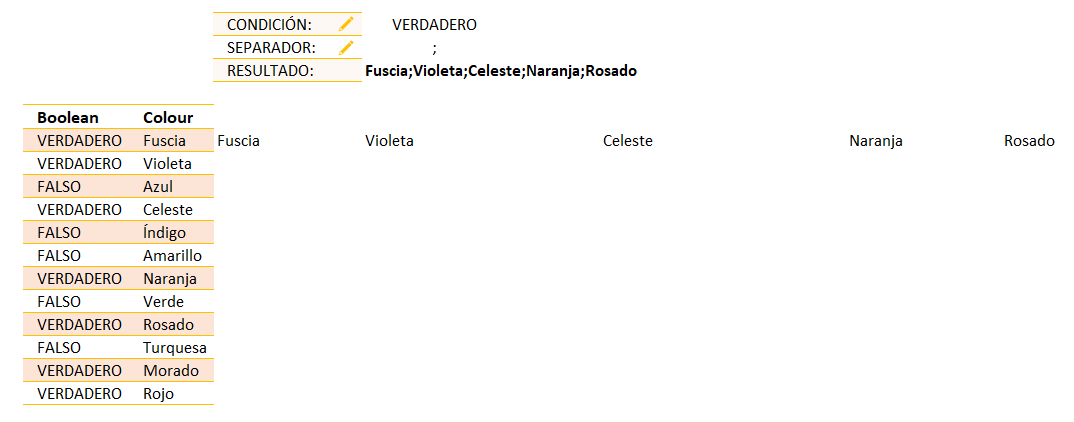 CONDICIÓN: VERDADERO
SEPARADOR: ;
RESULTADO: Fuscia;Violeta;Celeste;Naranja;Rosado
Boolean Colour
VERDADERO Fuscia Fuscia Violeta Celeste Naranja Rosado
VERDADERO Violeta
FALSO Azul
VERDADERO Celeste
FALSO Índigo
FALSO Amarillo
VERDADERO Naranja
FALSO Verde
VERDADERO Rosado
FALSO Turquesa
VERDADERO Morado
VERDADERO Rojo